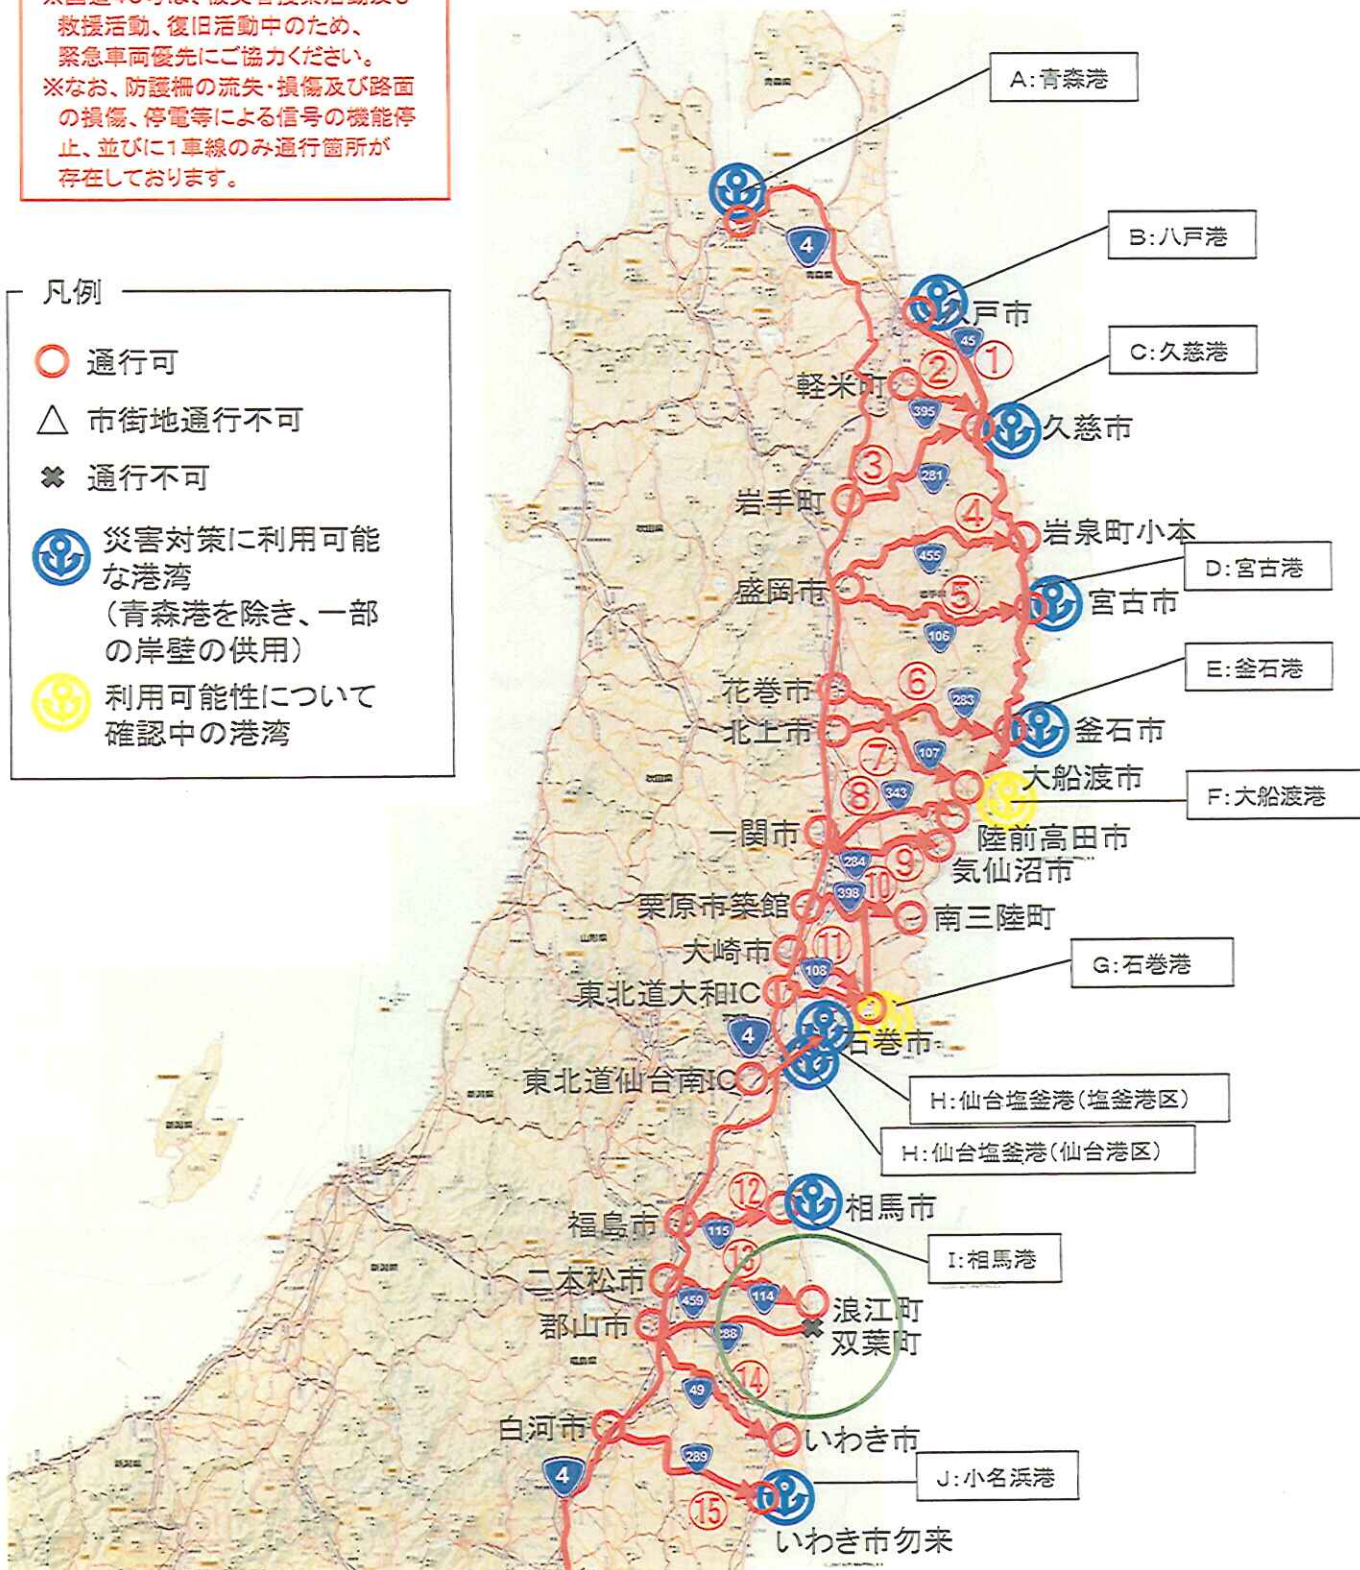 救援活動、復旧活動中のため、
緊急車両優先にご協力ください。
※なお、防護柵の流失・損傷及び路面
の損傷、停電等による信号の機能停
止、並びに1車線のみ通行箇所が
存在しております。
凡例
通行可
市街地通行不可
通行不可
災害対策に利用可能
な港湾
(青森港を除き、一部
の岸壁の供用)
利用可能性について
確認中の港湾
A:青森港
4
B:八戸港
八戸市
45
①
C:久慈港
軽米町
②
395
久慈市
③
281
岩手町
④
岩泉町小本
455
D:宮古港
盛岡市
⑤
宮古市
106
E:釜石港
花巻市
⑥
283
北上市
釜石市
⑦
107
大船渡市
⑧
343
F:大船渡港
一関市
陸前高田市
284
⑨
気仙沼市
398
⑩
栗原市築館
南三陸町
大崎市
⑪
108
G:石巻港
東北道大和IC
4
石巻市
東北道仙台南IC
H:仙台塩釜港(塩釜港区)
H:仙台塩釜港(仙台港区)
⑫
相馬市
福島市
115
I:相馬港
⑬
二本松市
459
114
浪江町
郡山市
288
双葉町
⑭
49
白河市
いわき市
4
289
J:小名浜港
⑮
いわき市勿来